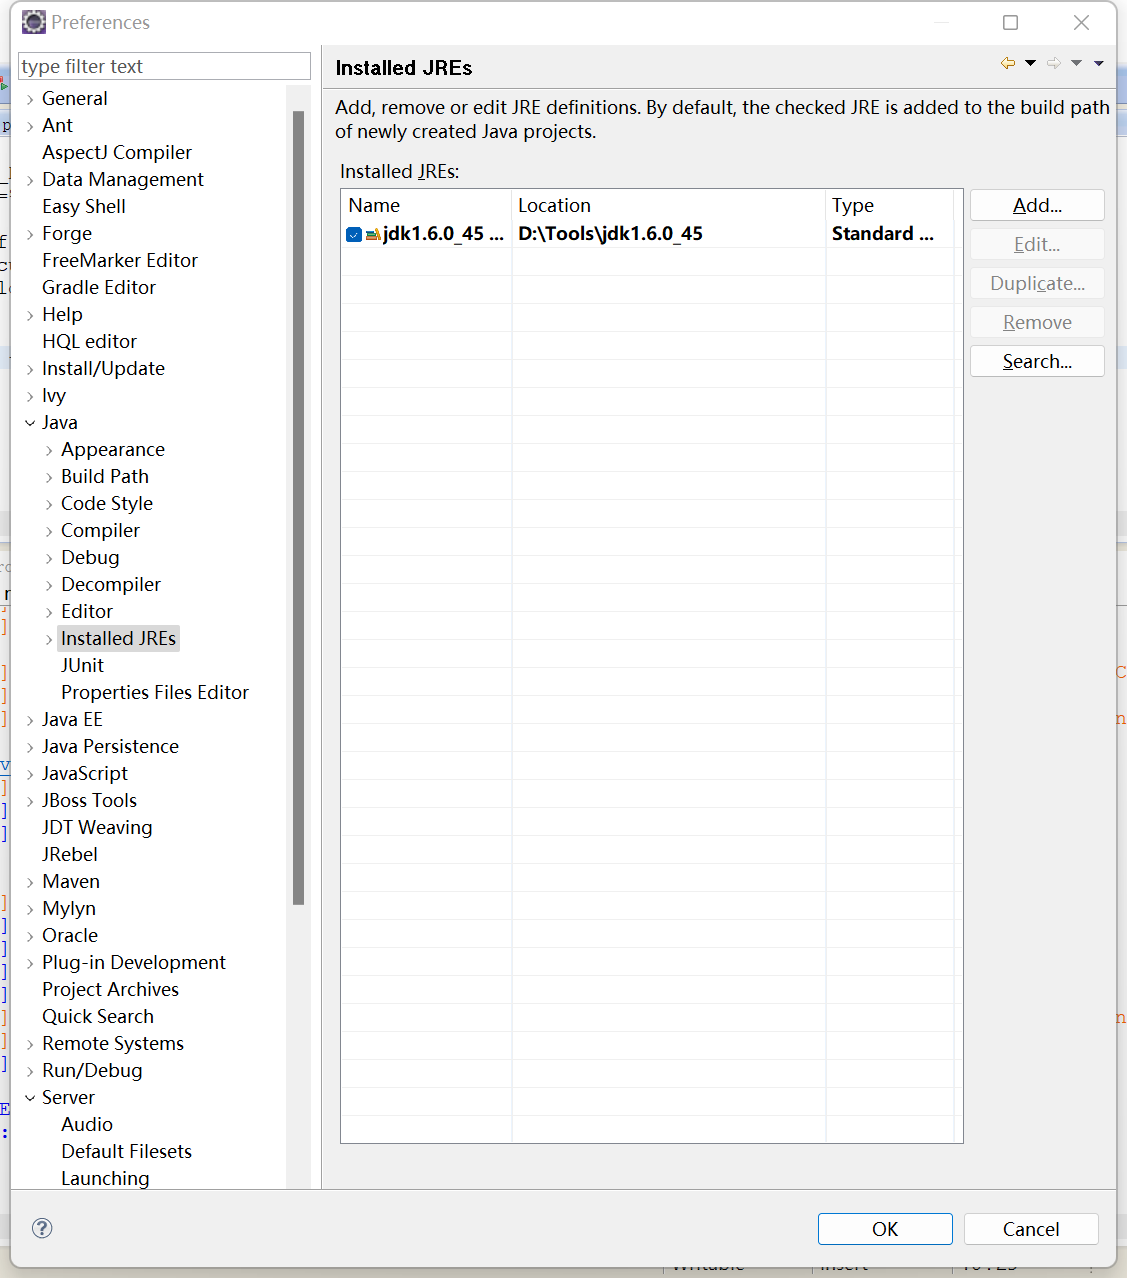 Preferences
type filter text
General
Ant
AspectJ Compiler
Data Management
Easy Shell
Forge
FreeMarker Editor
Gradle Editor
Help
HQL editor
Install/Update
Ivy
Java
Appearance
Build Path
Code Style
Compiler
Debug
Decompiler
Editor
Installed JREs
JUnit
Properties Files Editor
Java EE
Java Persistence
JavaScript
JBoss Tools
JDT Weaving
JRebel
Maven
Mylyn
Oracle
Plug-in Development
Project Archives
Quick Search
Remote Systems
Run/Debug
Server
Audio
Default Filesets
Launching
Installed JREs
Add, remove or edit JRE definitions. By default, the checked JRE is added to the build path
of newly created Java projects.
Installed JREs:
Name Location Type
jdk1.6.0_45 ... D:\Tools\jdk1.6.0_45 Standard ...
Add...
Edit...
Duplicate...
Remove
Search...
OK Cancel